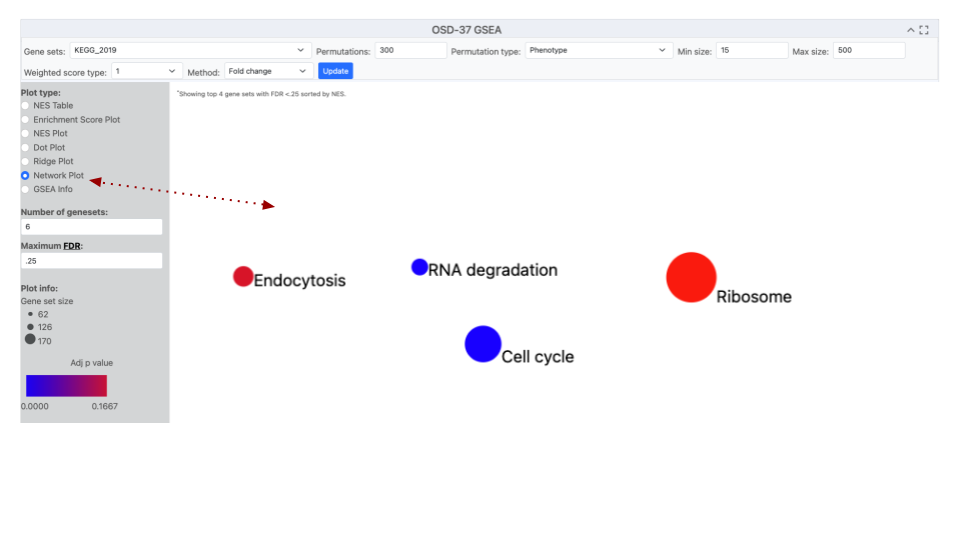 OSD-37 GSEA
Gene sets: KEGG_2019 Permutations: 300 Permutation type: Phenotype Min size: 15 Max size: 500
Weighted score type: 1 Method: Fold change Update
Plot type:
*Showing top 4 gene sets with FDR <.25 sorted by NES.
NES Table
Enrichment Score Plot
NES Plot
Dot Plot
Ridge Plot
Network Plot
GSEA Info
Number of genesets:
6
Maximum FDR:
.25
Plot info:
Gene set size
62
126
170
Adj p value
0.0000 0.1667
RNA degradation
Endocytosis
Ribosome
Cell cycle